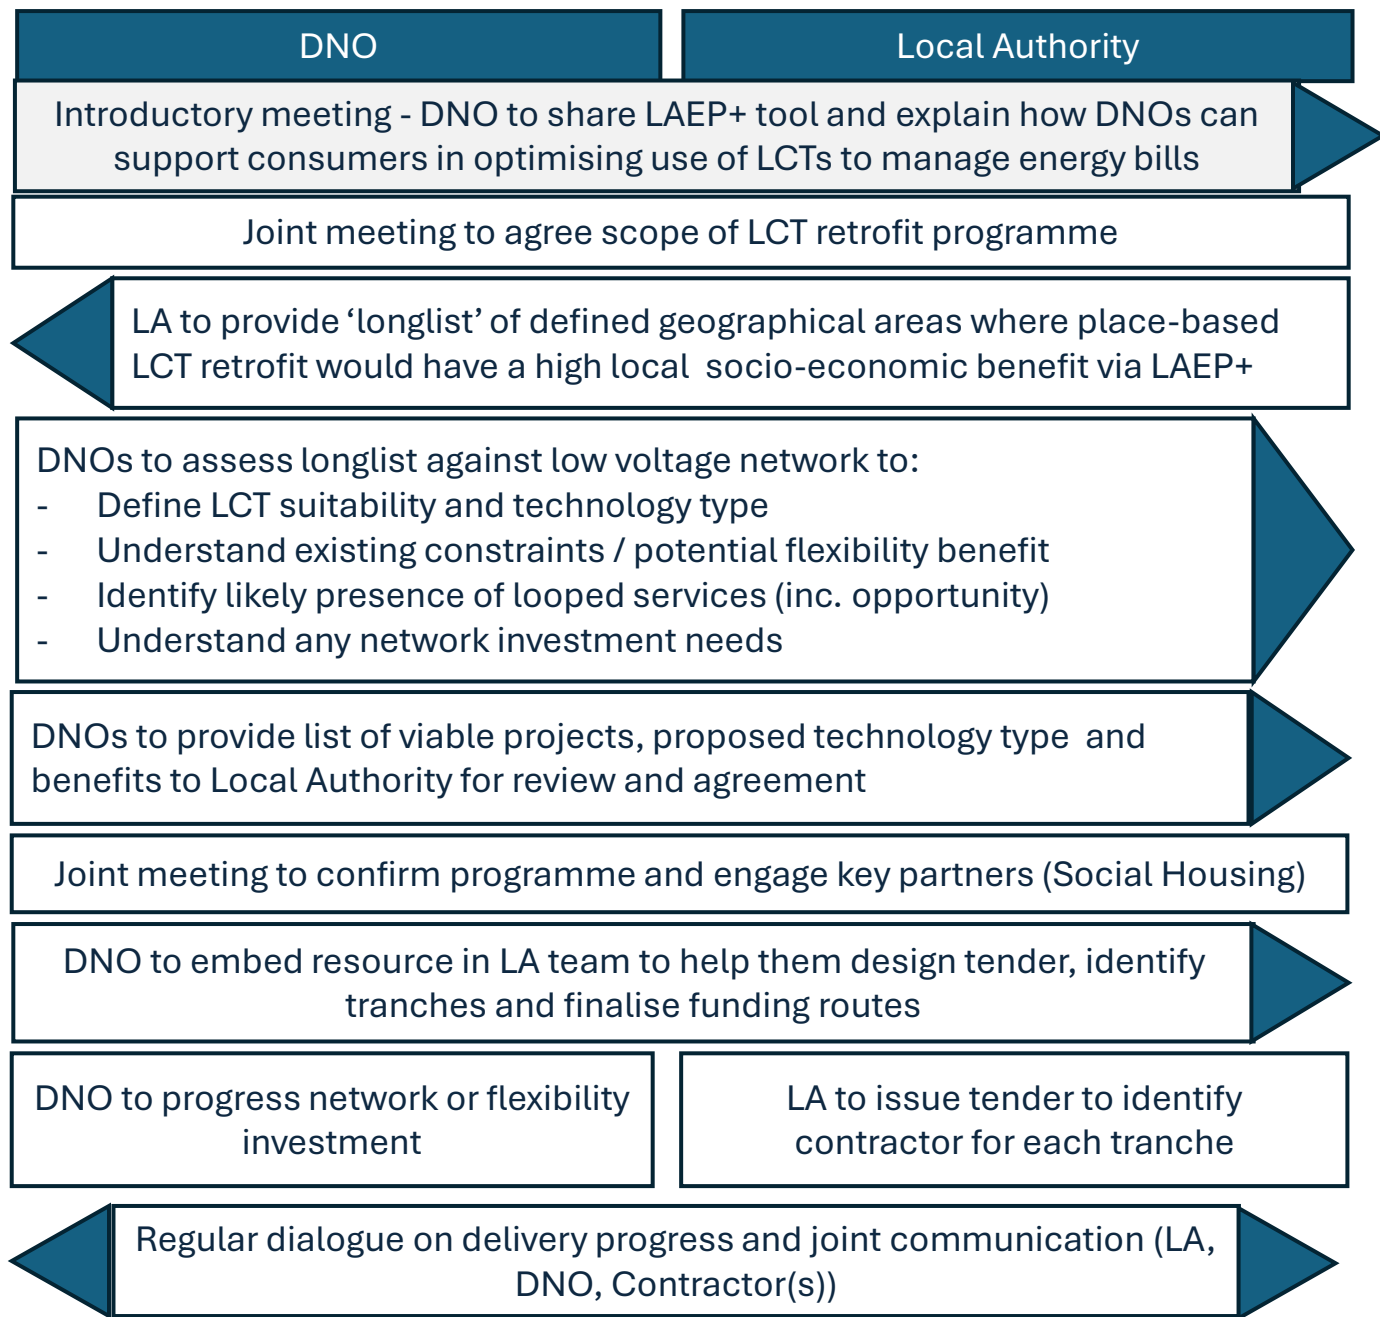 DNO
Local Authority
Introductory meeting - DNO to share LAEP+ tool and explain how DNOs can
support consumers in optimising use of LCTs to manage energy bills
Joint meeting to agree scope of LCT retrofit programme
LA to provide ‘longlist’ of defined geographical areas where place-based
LCT retrofit would have a high local  socio-economic benefit via LAEP+
DNOs to assess longlist against low voltage network to:
- Define LCT suitability and technology type
- Understand existing constraints / potential flexibility benefit
- Identify likely presence of looped services (inc. opportunity)
- Understand any network investment needs
DNOs to provide list of viable projects, proposed technology type  and
benefits to Local Authority for review and agreement
Joint meeting to confirm programme and engage key partners (Social Housing)
DNO to embed resource in LA team to help them design tender, identify
tranches and finalise funding routes
DNO to progress network or flexibility
investment
LA to issue tender to identify
contractor for each tranche
Regular dialogue on delivery progress and joint communication (LA,
DNO, Contractor(s))